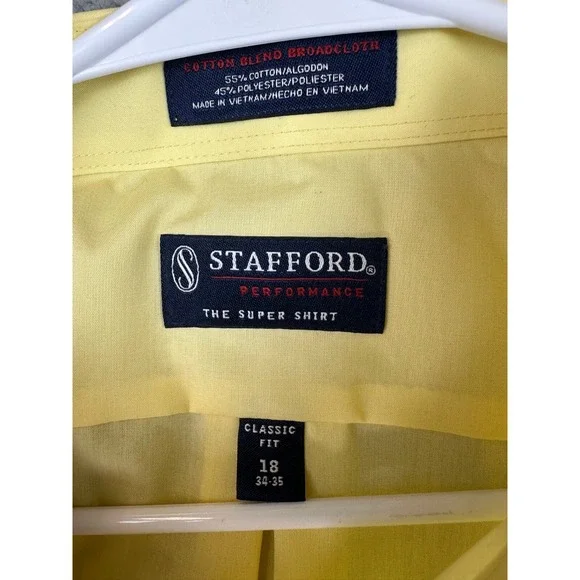 COTTON BLEND BROADCLOTH
55% COTTON/ALGODON
45% POLYESTER/POLIESTER
MADE IN VIETNAM/HECHO EN VIETNAM
S STAFFORD®
PERFORMANCE
THE SUPER SHIRT
CLASSIC
FIT
18
34-35